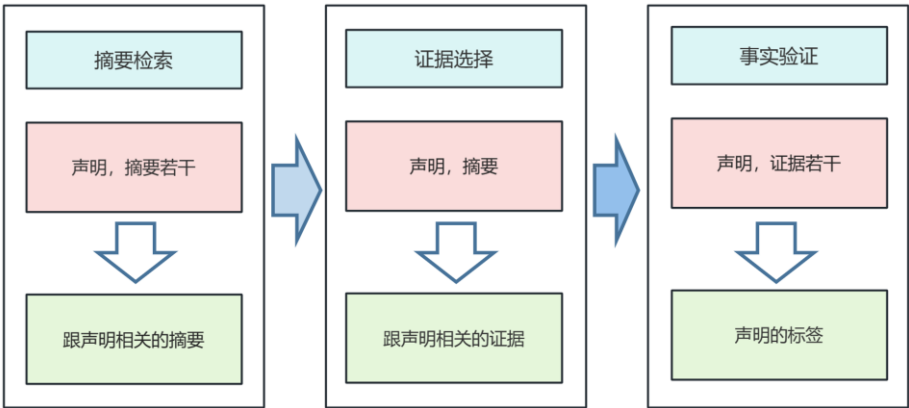 摘要检索
声明，摘要若干
跟声明相关的摘要
证据选择
声明，摘要
跟声明相关的证据
事实验证
声明，证据若干
声明的标签